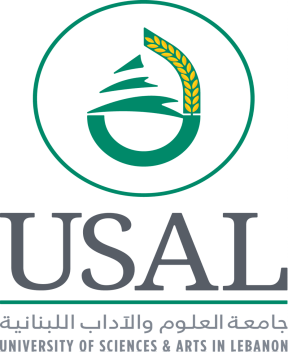 USAL
جامعة العلوم والآداب اللبنانية
UNIVERSITY OF SCIENCES & ARTS IN LEBANON